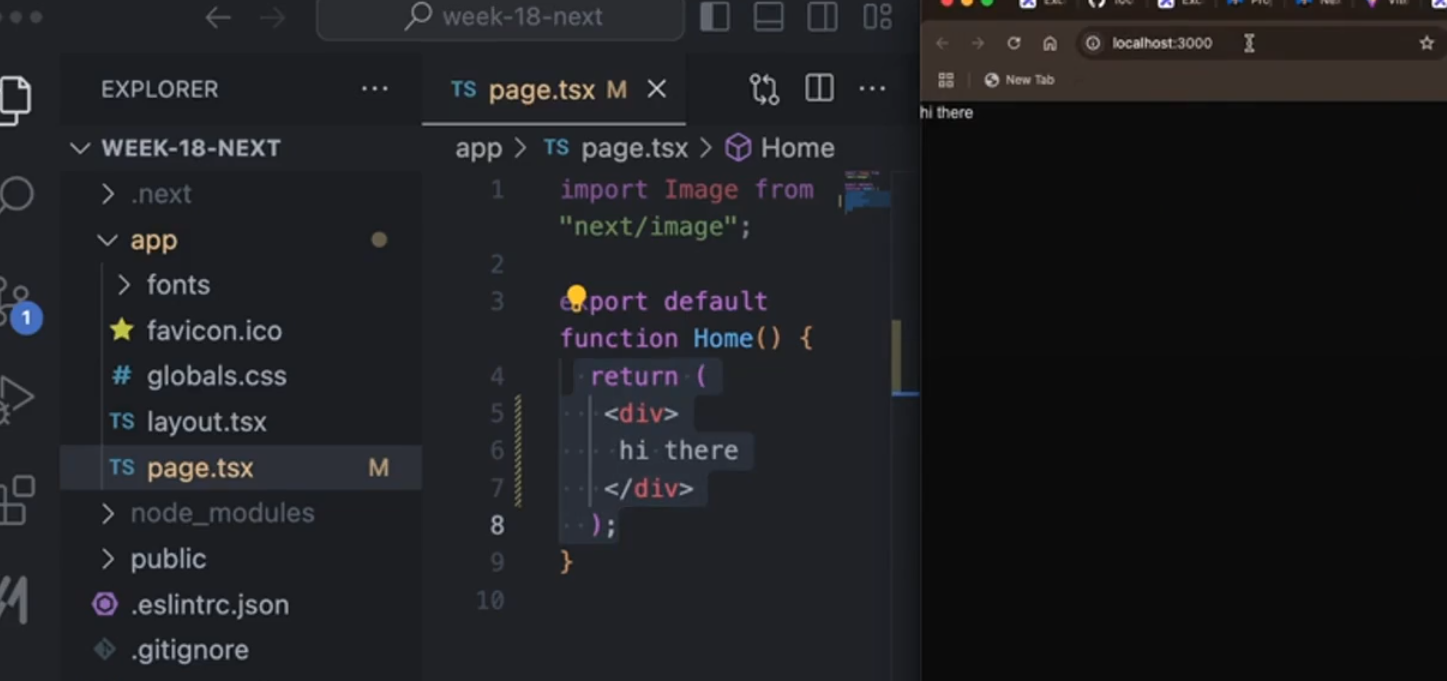 week-18-next
EXPLORER
TS page.tsx M
WEEK-18-NEXT
app > TS page.tsx > Home
.next
app
fonts
favicon.ico
# globals.css
TS layout.tsx
TS page.tsx M
node_modules
public
.eslintrc.json
.gitignore
1
1 import Image from
"next/image";
2
3 export default
function Home() {
4 return (
5 <div>
6 hi there
7 </div>
8 );
9 }
10
localhost:3000
New Tab
hi there